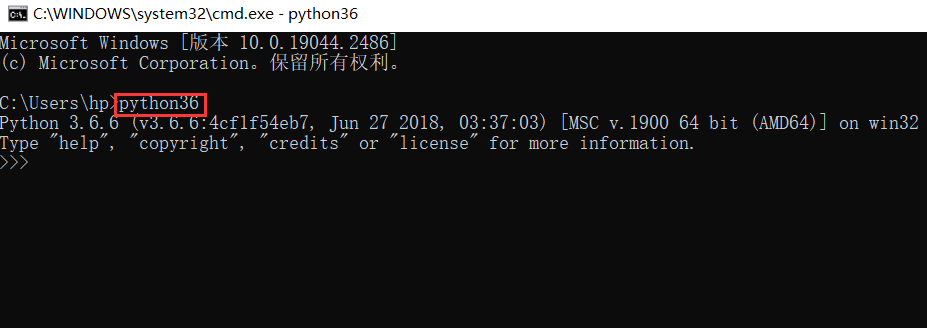 C:\WINDOWS\system32\cmd.exe - python36
Microsoft Windows [版本 10.0.19044.2486]
(c) Microsoft Corporation。保留所有权利。
C:\Users\hp>python36
Python 3.6.6 (v3.6.6:4cf1f54eb7, Jun 27 2018, 03:37:03) [MSC v.1900 64 bit (AMD64)] on win32
Type "help", "copyright", "credits" or "license" for more information.
>>>